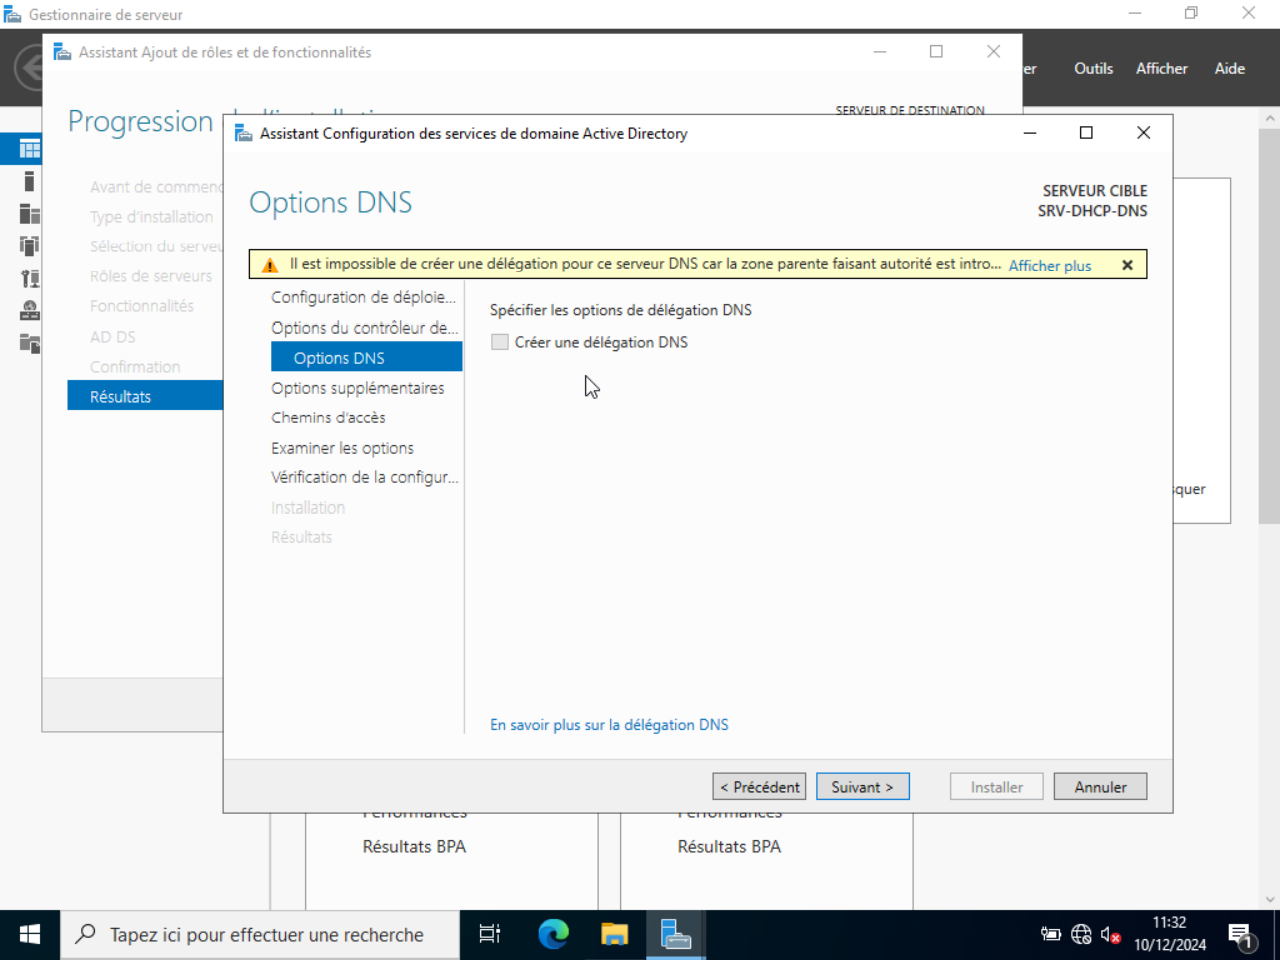 Gestionnaire de serveur
Assistant Ajout de rôles et de fonctionnalités
Outils
Afficher
Aide
Progression
SERVEUR DE DESTINATION
Assistant Configuration des services de domaine Active Directory
Options DNS
SERVEUR CIBLE
SRV-DHCP-DNS
Il est impossible de créer une délégation pour ce serveur DNS car la zone parente faisant autorité est intro... Afficher plus
Avant de commenc
Type d'installation
Sélection du serveu
Rôles de serveurs
Fonctionnalités
AD DS
Confirmation
Résultats
Configuration de déploie...
Options du contrôleur de...
Options DNS
Options supplémentaires
Chemins d'accès
Examiner les options
Vérification de la configur...
Installation
Résultats
Spécifier les options de délégation DNS
Créer une délégation DNS
squer
En savoir plus sur la délégation DNS
< Précédent
Suivant >
Installer
Annuler
Performances
Performances
Résultats BPA
Résultats BPA
Tapez ici pour effectuer une recherche
11:32
10/12/2024
1